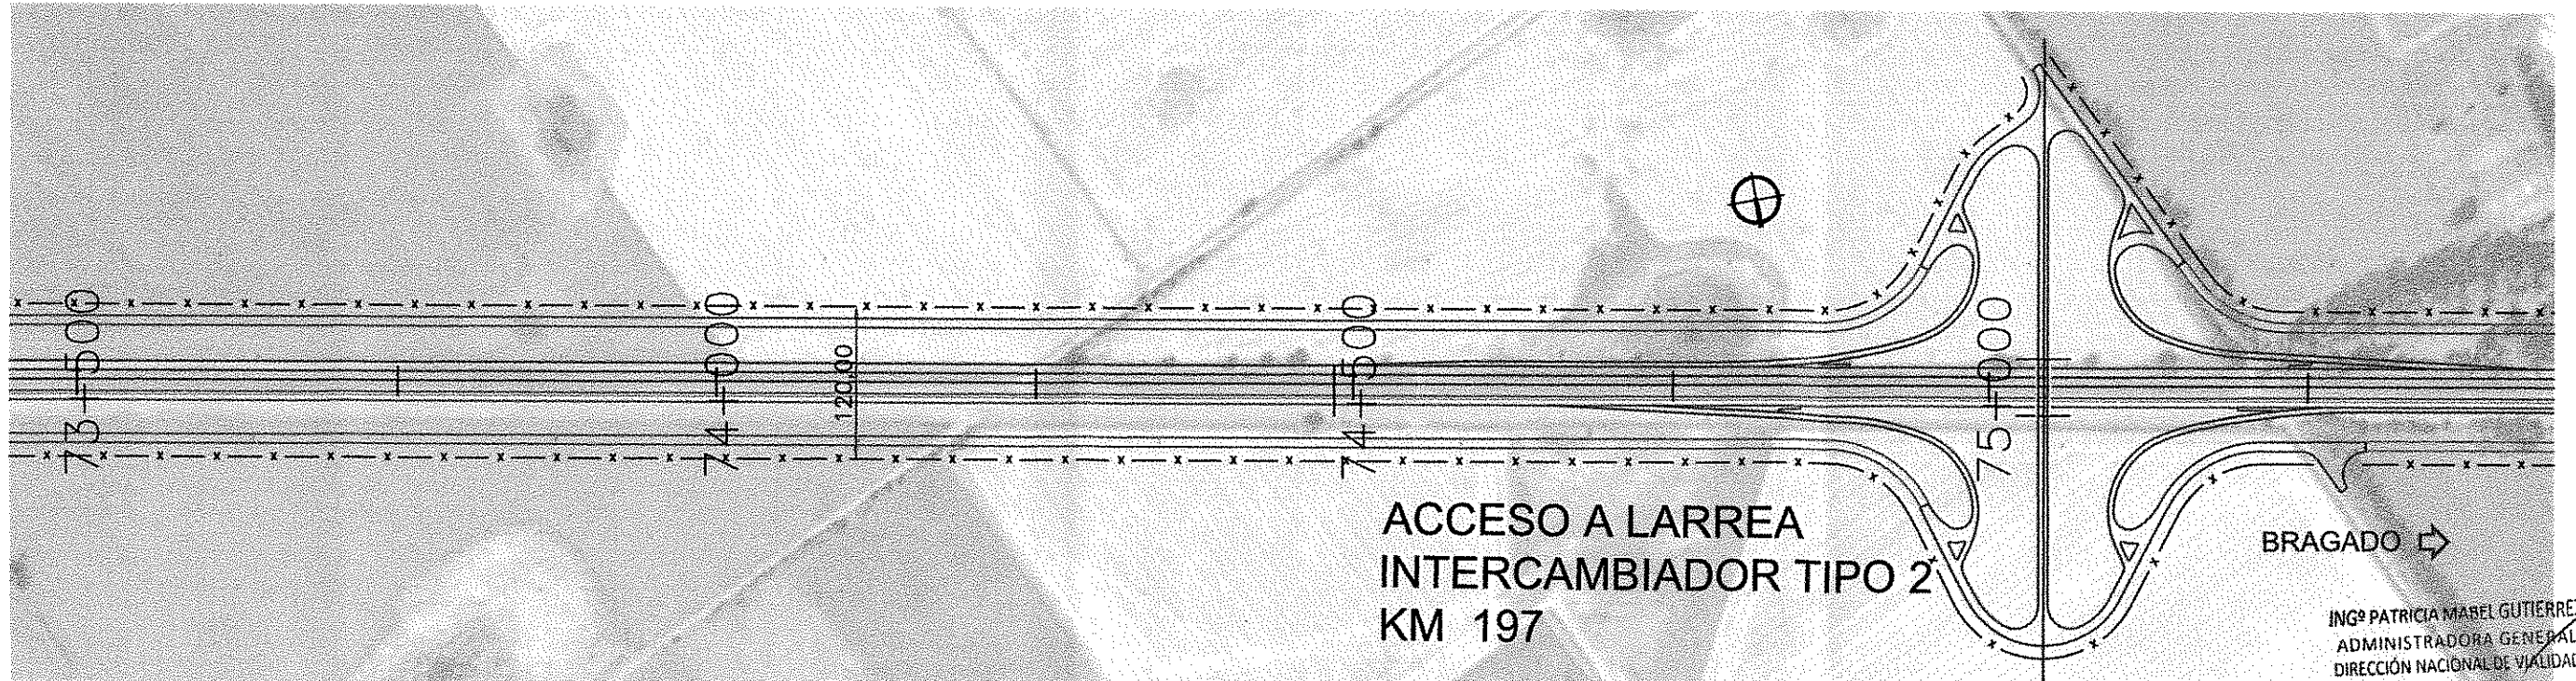 73-500
74-000
120,00
74-500
75-000
ACCESO A LARREA
INTERCAMBIADOR TIPO 2
KM 197
BRAGADO
INGº PATRICIA MABEL GUTIERREZ
ADMINISTRADORA GENERAL
DIRECCIÓN NACIONAL DE VIALIDAD